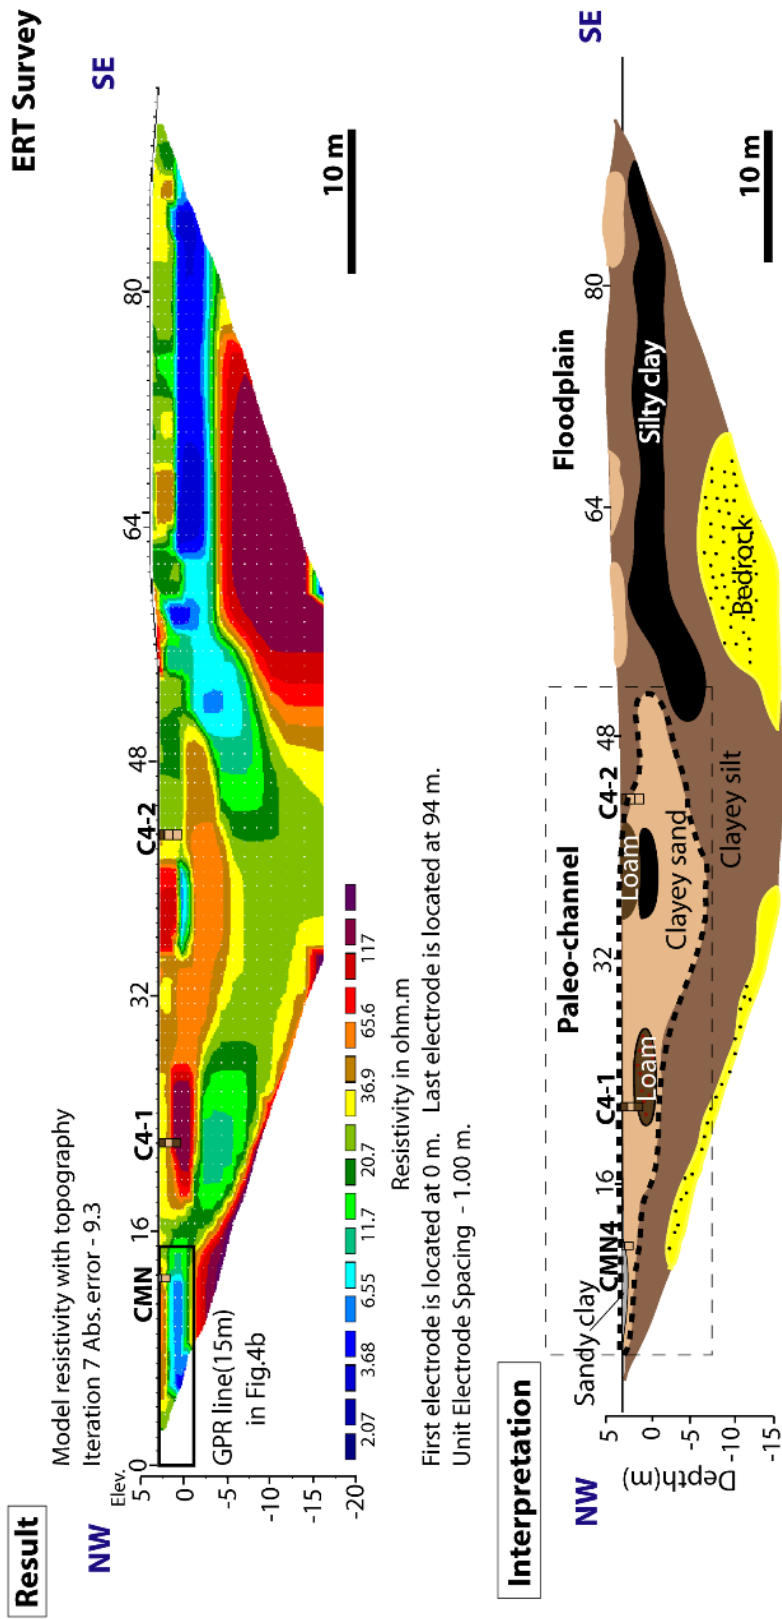 Result
ERT Survey
Model resistivity with topography
Iteration 7 Abs. error - 9.3
NW
SE
Elev.
0
CMN
16
C4-1
32
C4-2
48
64
80
5
0
-5
-10
-15
-20
GPR line(15m)
in Fig.4b
10 m
2.07 3.68 6.55 11.7 20.7 36.9 65.6 117
Resistivity in ohm.m
First electrode is located at 0 m. Last electrode is located at 94 m.
Unit Electrode Spacing - 1.00 m.
Interpretation
NW
SE
Paleo-channel
Floodplain
Sandy clay
CMN4
16
C4-1
32
C4-2
48
64
80
5
0
-5
-10
-15
Depth(m)
Loam
Loam
Clayey sand
Clayey silt
Silty clay
Bedrock
10 m